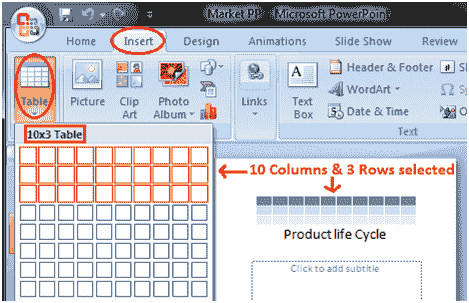 Market Pl - Microsoft PowerPoin
Home Insert Design Animations Slide Show Review
Table Picture Clip Art Photo Album Links Text Box Header & Footer WordArt Date & Time
Text
10x3 Table
10 Columns & 3 Rows selected
Product life Cycle
Click to add subtitle